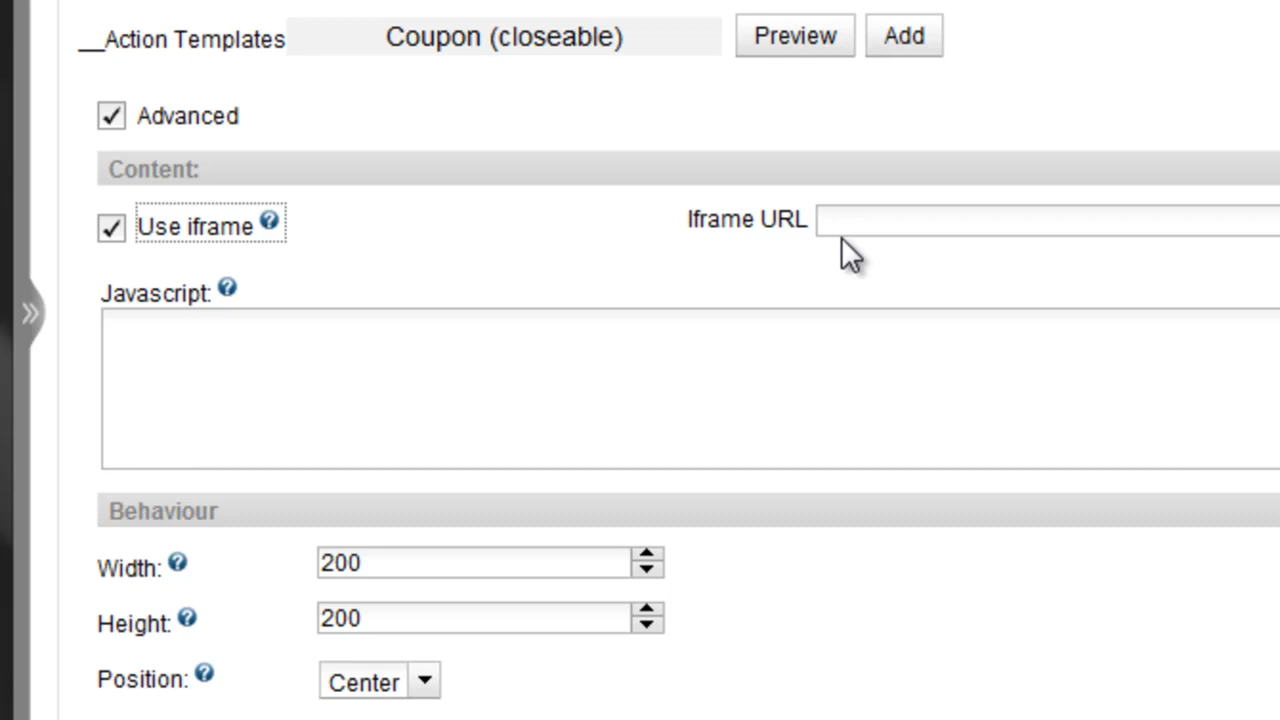 __Action Templates Coupon (closeable) Preview Add
Advanced
Content:
Use iframe Iframe URL
Javascript:
Behaviour
Width: 200
Height: 200
Position: Center